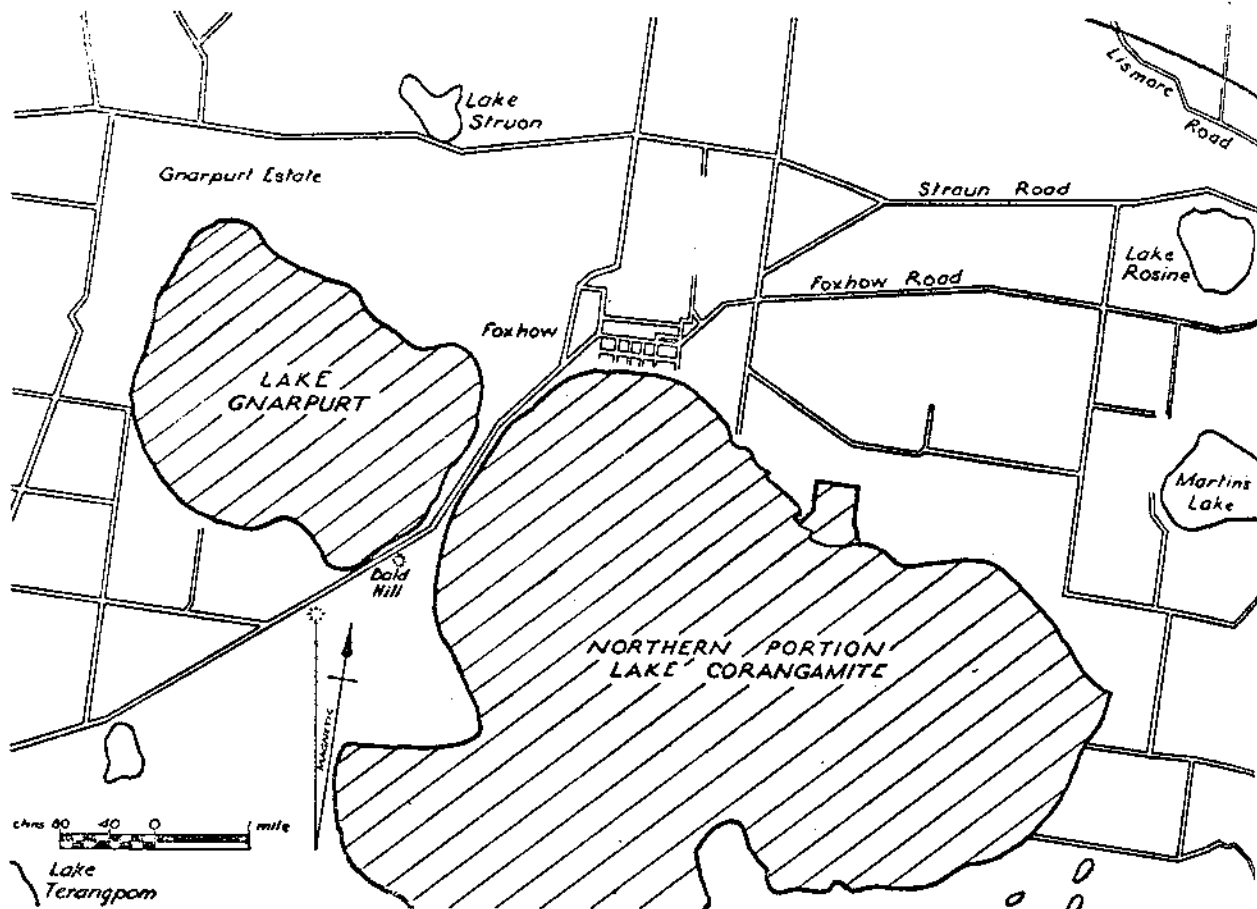 Lismore
Road
Lake
Struon
Gnarpurt Estate
Straun Road
Lake
Rosine
Foxhow Road
Foxhow
LAKE
GNARPURT
Martin's
Lake
Bald
Hill
NORTHERN PORTION
LAKE CORANGAMITE
MAGNETIC
chns 80 40 0 1 mile
Lake
Terangpom